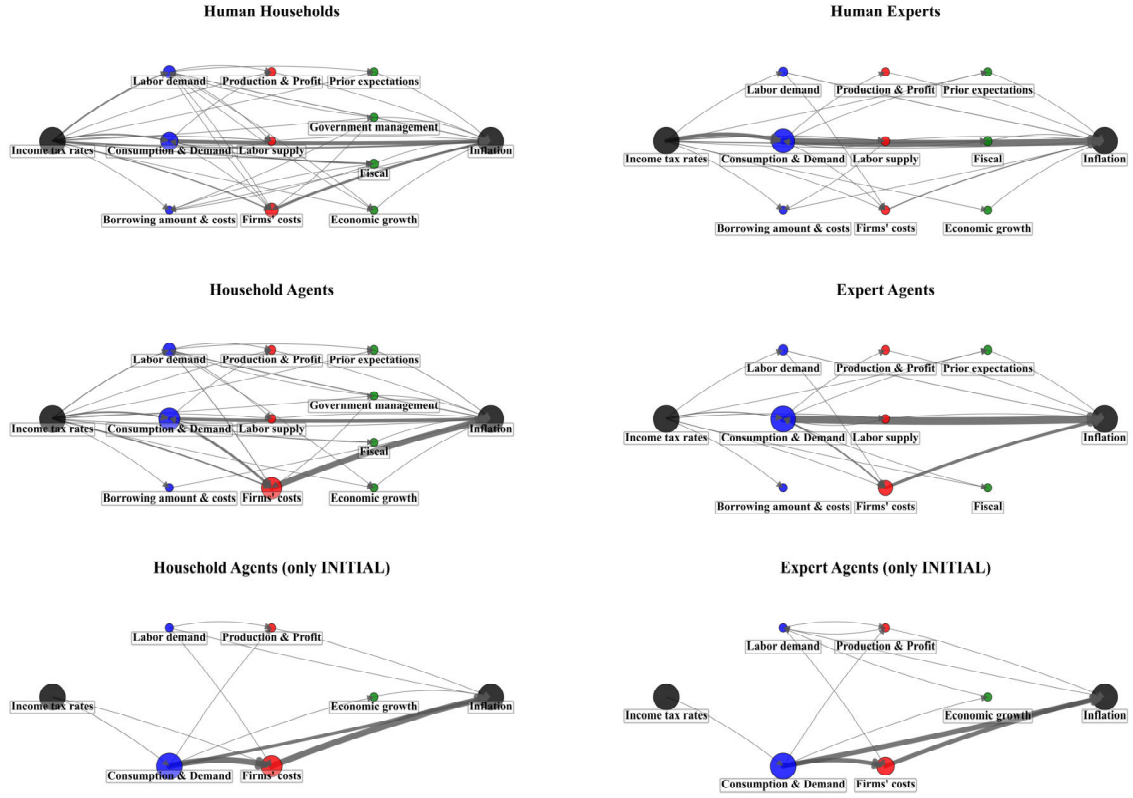 Human Households
Labor demand
Production & Profit
Prior expectations
Government management
Income tax rates
Consumption & Demand
Labor supply
Inflation
Fiscal
Borrowing amount & costs
Firms' costs
Economic growth
Human Experts
Labor demand
Production & Profit
Prior expectations
Income tax rates
Consumption & Demand
Labor supply
Fiscal
Inflation
Borrowing amount & costs
Firms' costs
Economic growth
Household Agents
Labor demand
Production & Profit
Prior expectations
Government management
Income tax rates
Consumption & Demand
Labor supply
Inflation
Fiscal
Borrowing amount & costs
Firms' costs
Economic growth
Expert Agents
Labor demand
Production & Profit
Prior expectations
Income tax rates
Consumption & Demand
Labor supply
Inflation
Borrowing amount & costs
Firms' costs
Fiscal
Household Agents (only INITIAL)
Labor demand
Production & Profit
Income tax rates
Economic growth
Inflation
Consumption & Demand
Firms' costs
Expert Agents (only INITIAL)
Labor demand
Production & Profit
Income tax rates
Economic growth
Inflation
Consumption & Demand
Firms' costs